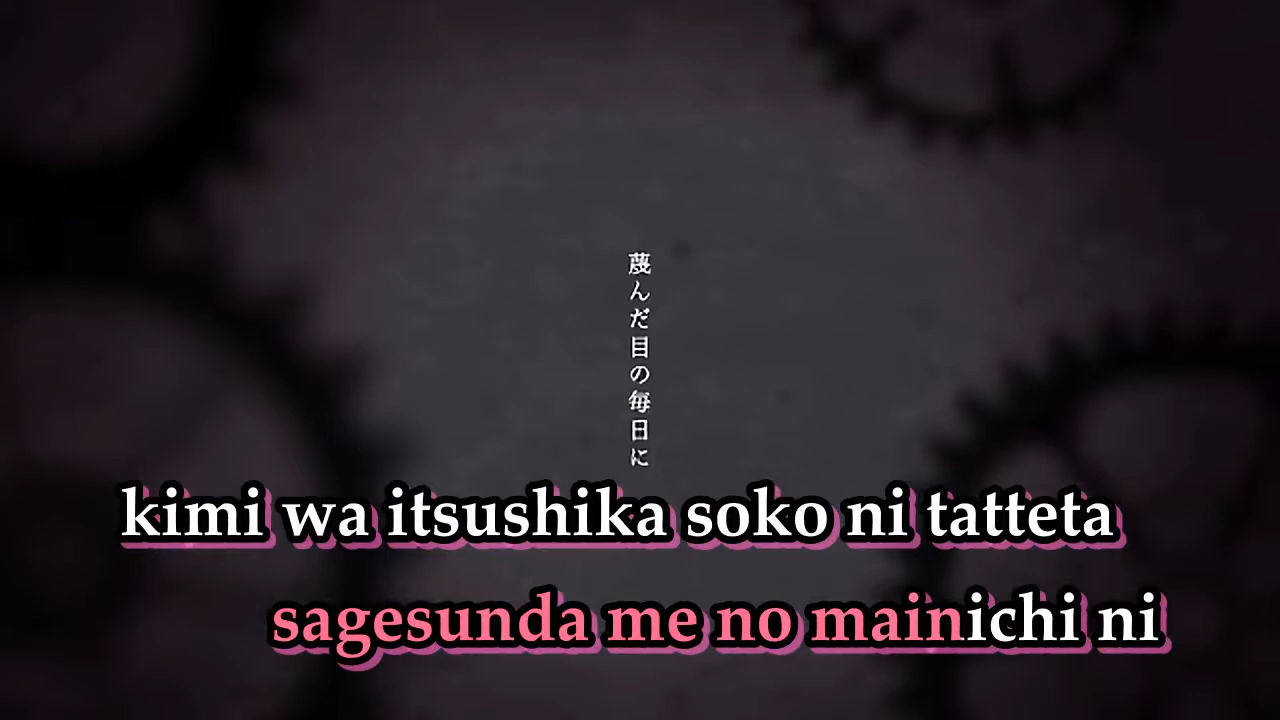 蔑んだ目の毎日に
kimi wa itsushika soko ni tatteta
sagesunda me no mainichi ni